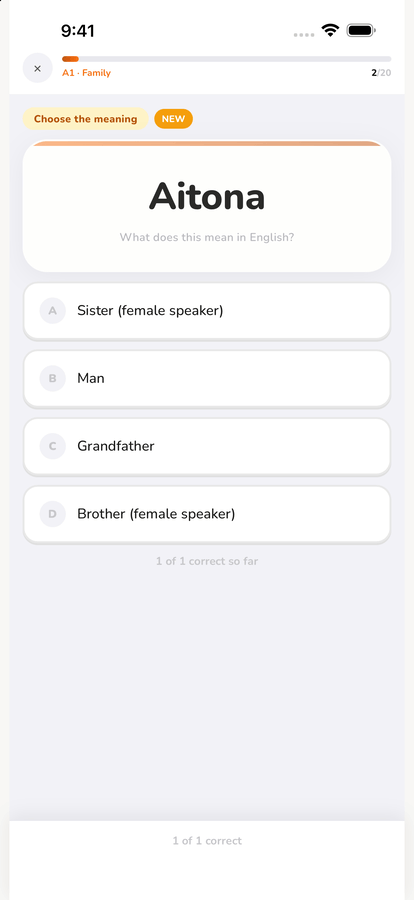 9:41
×
A1 · Family
2/20
Choose the meaning
NEW
Aitona
What does this mean in English?
A Sister (female speaker)
B Man
C Grandfather
D Brother (female speaker)
1 of 1 correct so far
1 of 1 correct